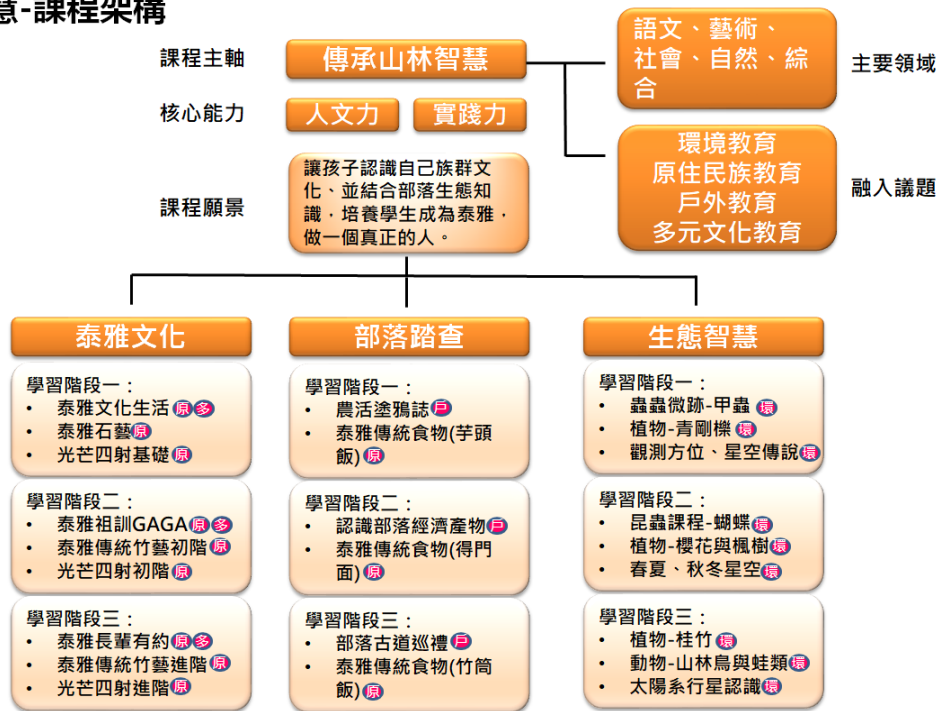 慧-課程架構
課程主軸
傳承山林智慧
語文、藝術、
社會、自然、綜
合
主要領域
核心能力
人文力
實踐力
環境教育
原住民族教育
戶外教育
多元文化教育
融入議題
課程願景
讓孩子認識自己族群文
化、並結合部落生態知
識，培養學生成為泰雅，
做一個真正的人。
泰雅文化
學習階段一：
• 泰雅文化生活 原 多
• 泰雅石藝 原
• 光芒四射基礎 原
學習階段二：
• 泰雅祖訓GAGA 原 多
• 泰雅傳統竹藝初階 原
• 光芒四射初階 原
學習階段三：
• 泰雅長輩有約 原 多
• 泰雅傳統竹藝進階 原
• 光芒四射進階 原
部落踏查
學習階段一：
• 農活塗鴉誌 戶
• 泰雅傳統食物(芋頭
飯) 原
學習階段二：
• 認識部落經濟產物 戶
• 泰雅傳統食物(得門
面) 原
學習階段三：
• 部落古道巡禮 戶
• 泰雅傳統食物(竹筒
飯) 原
生態智慧
學習階段一：
• 蟲蟲微跡-甲蟲 環
• 植物-青剛櫟 環
• 觀測方位、星空傳說 環
學習階段二：
• 昆蟲課程-蝴蝶 環
• 植物-櫻花與楓樹 環
• 春夏、秋冬星空 環
學習階段三：
• 植物-桂竹 環
• 動物-山林鳥與蛙類 環
• 太陽系行星認識 環